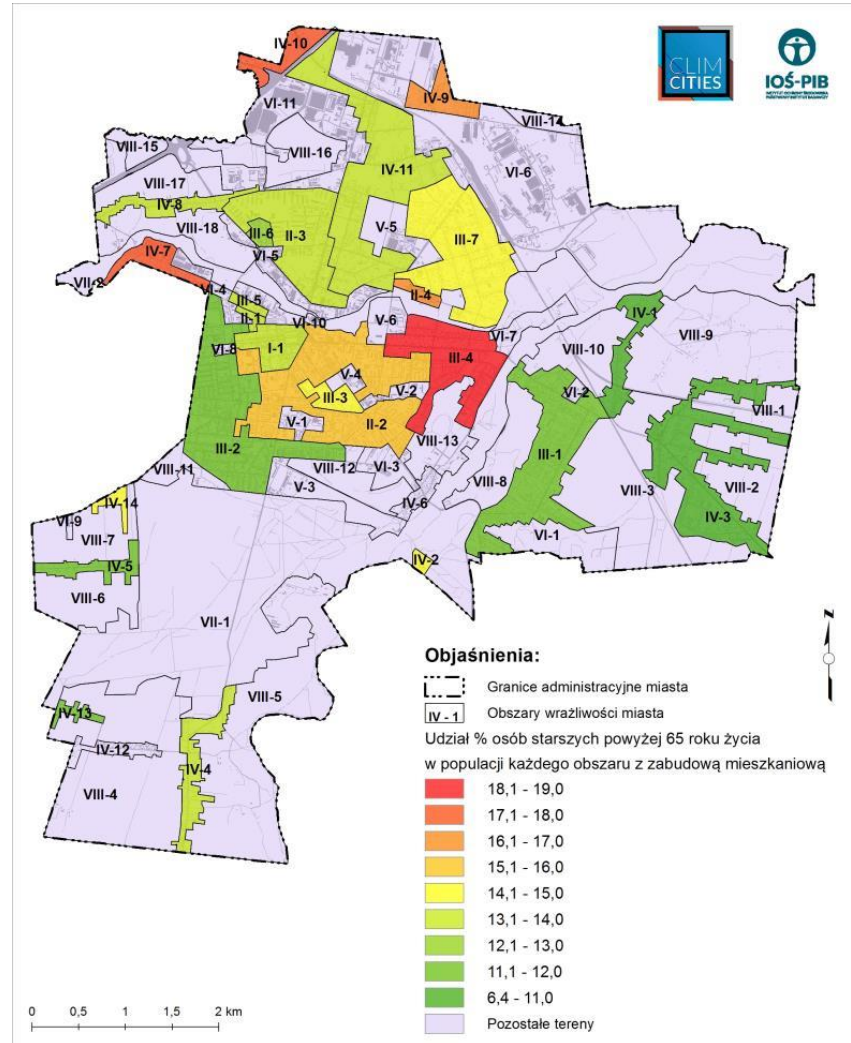 CLIM
CITIES
IOŚ-PIB
IV-10
VI-11
IV-9
VIII-14
VIII-15
VIII-16
VI-6
VIII-17
IV-11
IV-8
VIII-18
III-6
II-3
V-5
III-7
VI-5
IV-7
VII-2
VI-4
III-5
II-4
II-1
VI-10
V-6
VI-7
IV-1
VIII-9
VI-8
I-1
III-4
VIII-10
V-4
V-2
VI-2
III-3
VIII-1
V-1
II-2
III-2
VIII-13
III-1
VIII-11
VIII-12
VI-3
VIII-8
VIII-3
VIII-2
V-3
IV-6
IV-3
IV-14
VI-9
VIII-7
VI-1
IV-5
IV-2
VIII-6
VII-1
VIII-5
IV-13
IV-12
IV-4
VIII-4
N
Objaśnienia:
Granice administracyjne miasta
IV - 1 Obszary wrażliwości miasta
Udział % osób starszych powyżej 65 roku życia
w populacji każdego obszaru z zabudową mieszkaniową
18,1 - 19,0
17,1 - 18,0
16,1 - 17,0
15,1 - 16,0
14,1 - 15,0
13,1 - 14,0
12,1 - 13,0
11,1 - 12,0
6,4 - 11,0
Pozostałe tereny
0 0,5 1 1,5 2 km